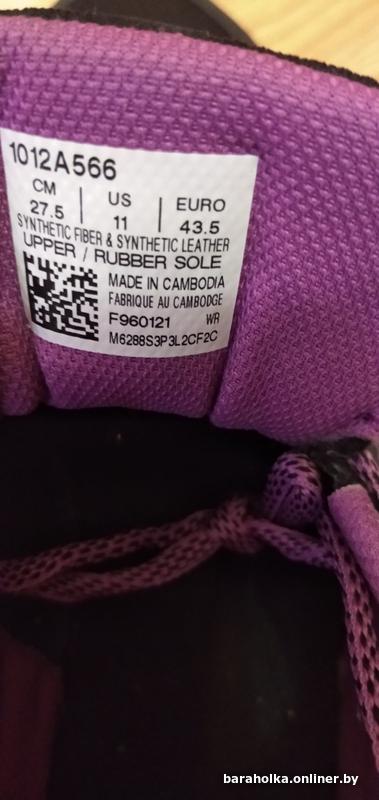 1012A566
CM | US | EURO
27.5 | 11 | 43.5
SYNTHETIC FIBER & SYNTHETIC LEATHER
UPPER / RUBBER SOLE
MADE IN CAMBODIA
FABRIQUE AU CAMBODGE
F960121 WR
M6288S3P3L2CF2C
baraholka.onliner.by